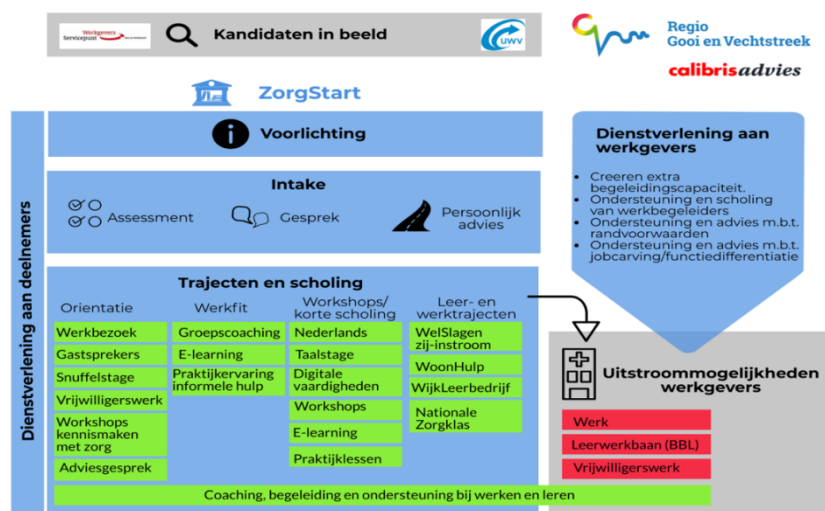 Werkgevers
Servicepunt
Kandidaten in beeld
UWV
Regio
Gooi en Vechtstreek
calibrisadvies
ZorgStart
Dienstverlening aan deelnemers
Voorlichting
Intake
Assessment
Gesprek
Persoonlijk
advies
Trajecten en scholing
Orientatie
Werkbezoek
Gastsprekers
Snuffelstage
Vrijwilligerswerk
Workshops
kennismaken
met zorg
Adviesgesprek
Werkfit
Groepscoaching
E-learning
Praktijkervaring
informele hulp
Workshops/
korte scholing
Nederlands
Taalstage
Digitale
vaardigheden
Workshops
E-learning
Praktijklessen
Leer- en
werktrajecten
WelSlagen
zij-instroom
WoonHulp
WijkLeerbedrijf
Nationale
Zorgklas
Coaching, begeleiding en ondersteuning bij werken en leren
Dienstverlening aan
werkgevers
• Creeren extra
begeleidingscapaciteit.
• Ondersteuning en scholing
van werkbegeleiders
• Ondersteuning en advies m.b.t.
randvoorwaarden
• Ondersteuning en advies m.b.t.
jobcarving/functiedifferentiatie
Uitstroommogelijkheden
werkgevers
Werk
Leerwerkbaan (BBL)
Vrijwilligerswerk